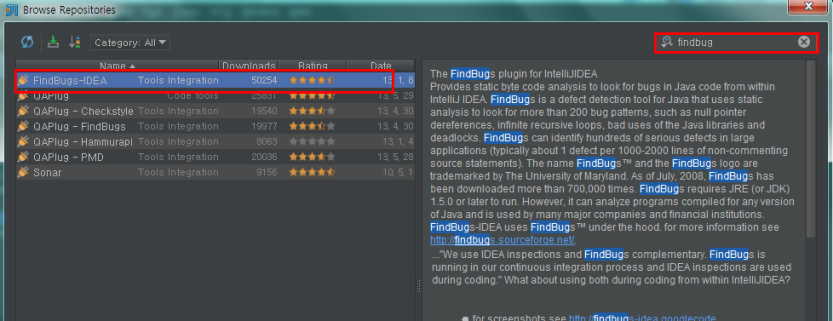 Browse Repositories
Category: All
findbug
Name Downloads Rating Date
FindBugs-IDEA Tools Integration 50254 13, 1, 8
QAPlug Code tools 25831 13, 5, 29
QAPlug - Checkstyle Tools Integration 19540 13, 4, 30
QAPlug - FindBugs Tools Integration 19977 13, 4, 30
QAPlug - Hammurapi Tools Integration 8063 13, 1, 4
QAPlug - PMD Tools Integration 20036 13, 5, 28
Sonar Tools Integration 9156 10, 5, 1
The FindBugs plugin for IntelliJIDEA
Provides static byte code analysis to look for bugs in Java code from within
IntelliJ IDEA. FindBugs is a defect detection tool for Java that uses static
analysis to look for more than 200 bug patterns, such as null pointer
dereferences, infinite recursive loops, bad uses of the Java libraries and
deadlocks. FindBugs can identify hundreds of serious defects in large
applications (typically about 1 defect per 1000-2000 lines of non-commenting
source statements). The name FindBugs™ and the FindBugs logo are
trademarked by The University of Maryland. As of July, 2008, FindBugs has
been downloaded more than 700,000 times. FindBugs requires JRE (or JDK)
1.5.0 or later to run. However, it can analyze programs compiled for any version
of Java and is used by many major companies and financial institutions.
FindBugs-IDEA uses FindBugs™ under the hood. for more information see
http://findbugs.sourceforge.net/.
..."We use IDEA inspections and FindBugs complementary. FindBugs is
running in our continuous integration process and IDEA inspections are used
during coding." What about using both during coding from within IntelliJIDEA?
for screenshots see http://findbugs-idea.googlecode.